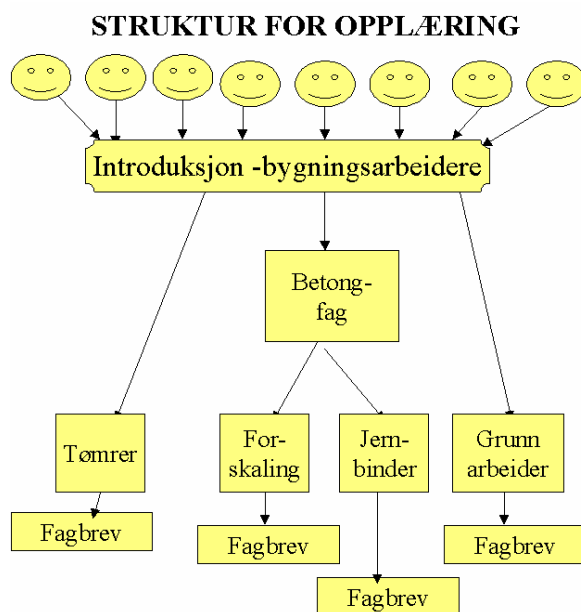 STRUKTUR FOR OPPLÆRING
Introduksjon -bygningsarbeidere
Betong-
fag
Tømrer
For-
skaling
Jern-
binder
Grunn
arbeider
Fagbrev
Fagbrev
Fagbrev
Fagbrev